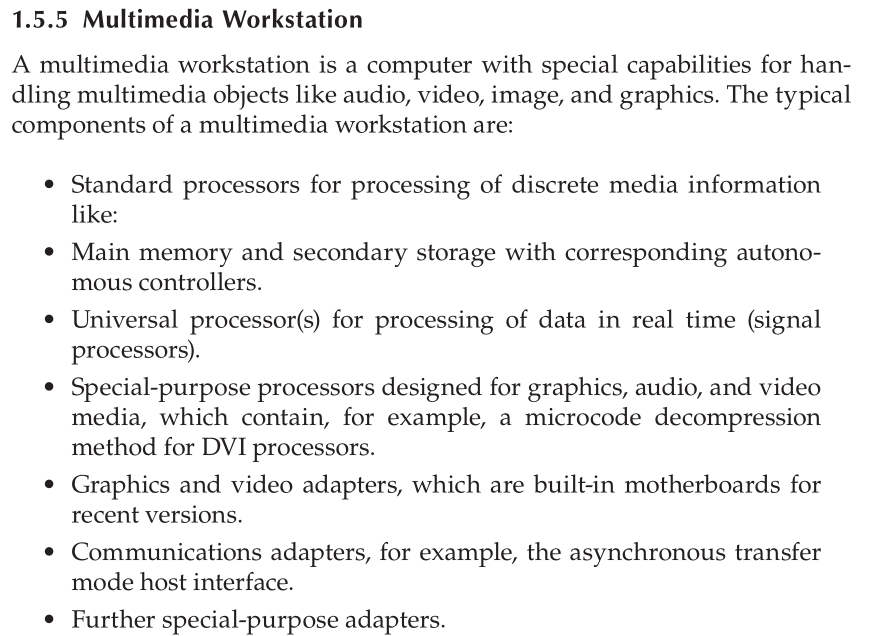 1.5.5 Multimedia Workstation
A multimedia workstation is a computer with special capabilities for han-
dling multimedia objects like audio, video, image, and graphics. The typical
components of a multimedia workstation are:
• Standard processors for processing of discrete media information
like:
• Main memory and secondary storage with corresponding autono-
mous controllers.
• Universal processor(s) for processing of data in real time (signal
processors).
• Special-purpose processors designed for graphics, audio, and video
media, which contain, for example, a microcode decompression
method for DVI processors.
• Graphics and video adapters, which are built-in motherboards for
recent versions.
• Communications adapters, for example, the asynchronous transfer
mode host interface.
• Further special-purpose adapters.